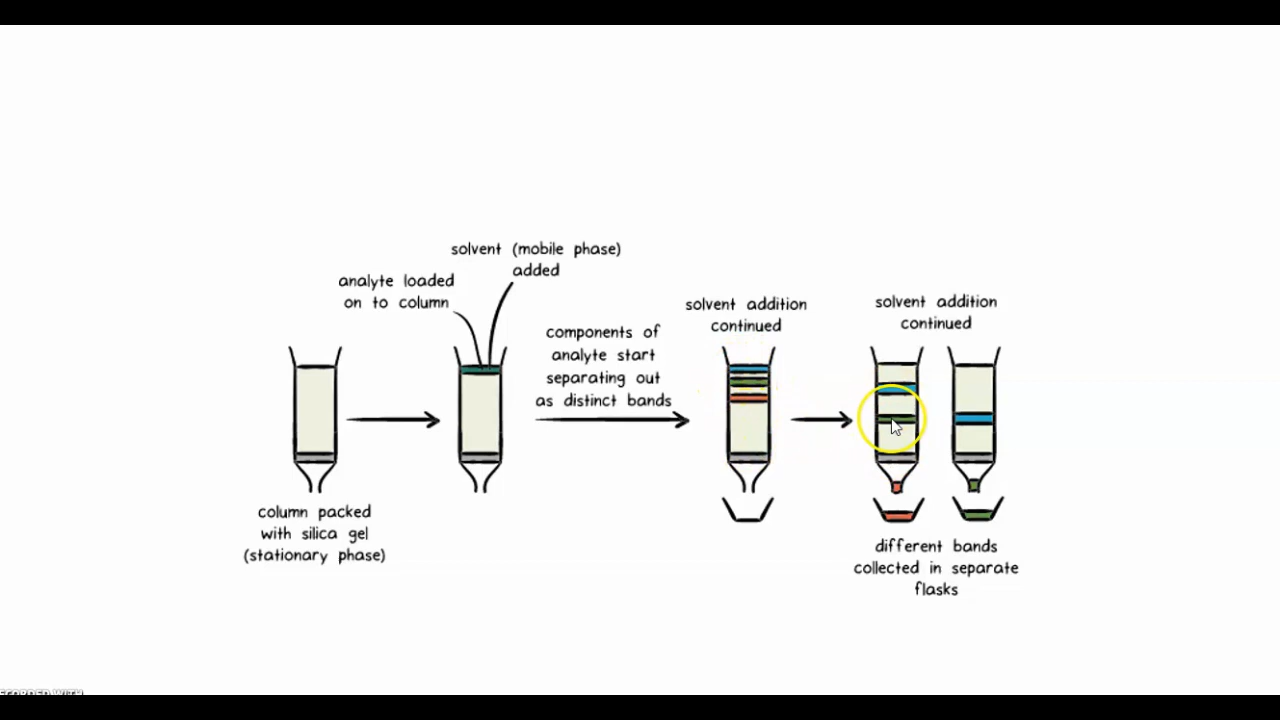 solvent (mobile phase)
added
analyte loaded
on to column
components of
analyte start
separating out
as distinct bands
solvent addition
continued
solvent addition
continued
column packed
with silica gel
(stationary phase)
different bands
collected in separate
flasks